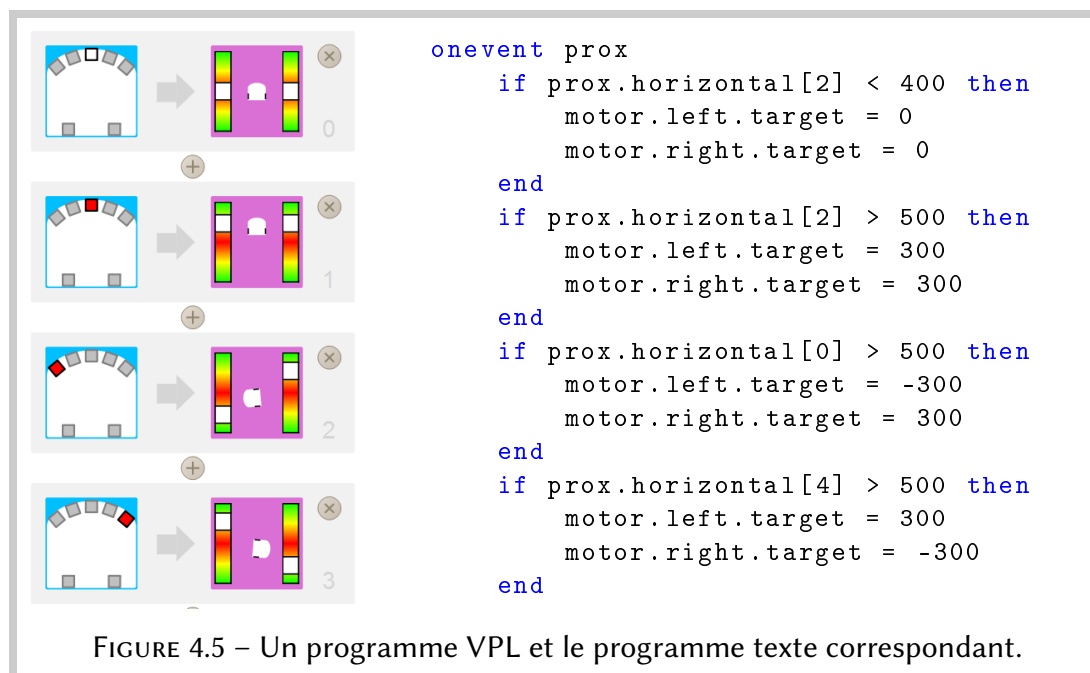 onevent prox
if prox.horizontal[2] < 400 then
motor.left.target = 0
motor.right.target = 0
end
if prox.horizontal[2] > 500 then
motor.left.target = 300
motor.right.target = 300
end
if prox.horizontal[0] > 500 then
motor.left.target = -300
motor.right.target = 300
end
if prox.horizontal[4] > 500 then
motor.left.target = 300
motor.right.target = -300
end
0
1
2
3
FIGURE 4.5 – Un programme VPL et le programme texte correspondant.